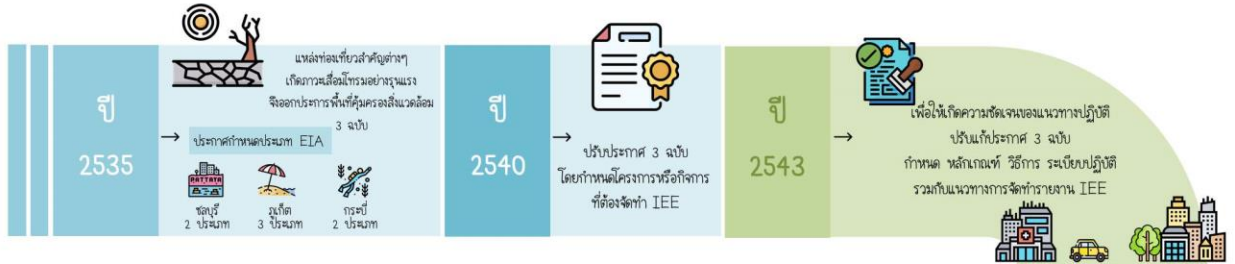 ปี
2535
แหล่งท่องเที่ยวสำคัญต่างๆ
เกิดภาวะเสื่อมโทรมอย่างรุนแรง
จึงออกประการพื้นที่คุ้มครองสิ่งแวดล้อม
3 ฉบับ
→ ประกาศกำหนดประเภท EIA
PATTAYA
ชลบุรี
2 ประเภท
ภูเก็ต
3 ประเภท
กระบี่
2 ประเภท
ปี
2540
→ ปรับประกาศ 3 ฉบับ
โดยกำหนดโครงการหรือกิจการ
ที่ต้องจัดทำ IEE
ปี
2543
→ เพื่อให้เกิดความชัดเจนของแนวทางปฏิบัติ
ปรับแก้ประกาศ 3 ฉบับ
กำหนด หลักเกณฑ์ วิธีการ ระเบียบปฏิบัติ
รวมกับแนวทางการจัดทำรายงาน IEE